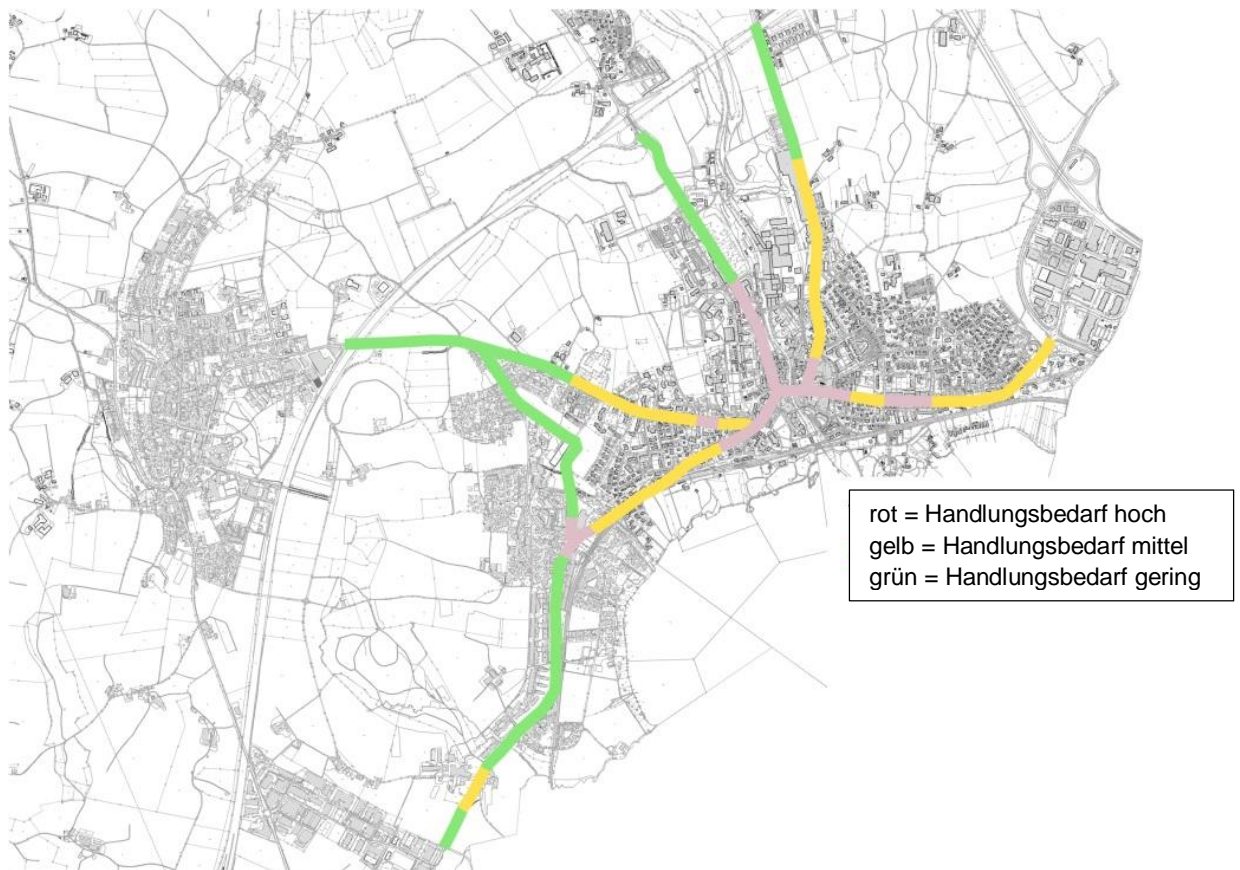 rot = Handlungsbedarf hoch
gelb = Handlungsbedarf mittel
grün = Handlungsbedarf gering